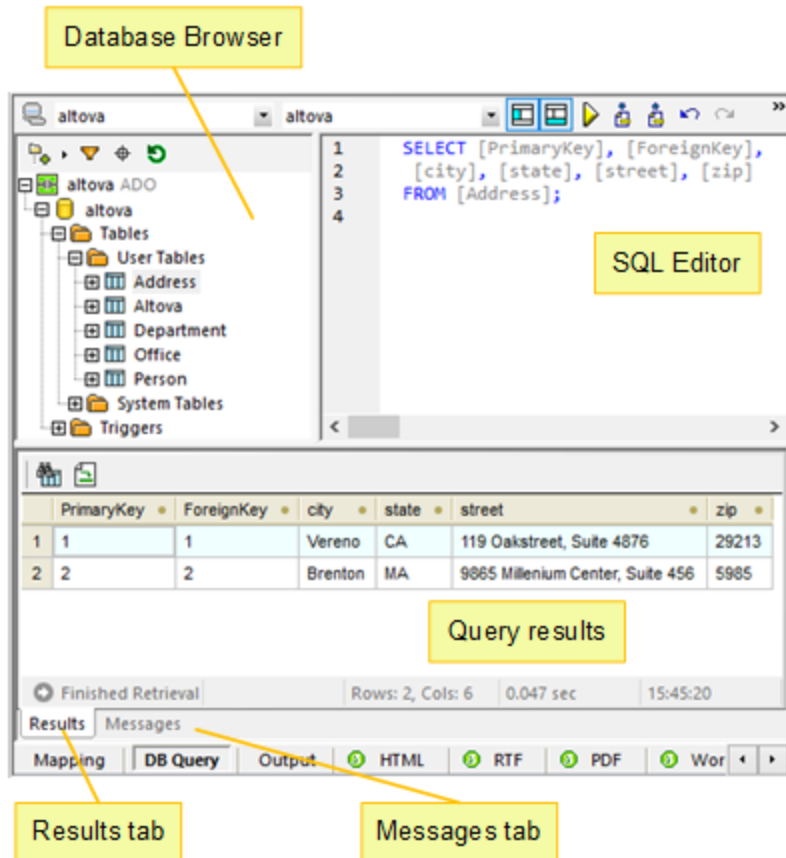 Database Browser
altova
altova
»
altova ADO
altova
Tables
User Tables
Address
Altova
Department
Office
Person
System Tables
Triggers
1 SELECT [PrimaryKey], [ForeignKey],
2 [city], [state], [street], [zip]
3 FROM [Address];
4
SQL Editor
PrimaryKey ForeignKey city state street zip
1 1 1 Vereno CA 119 Oakstreet, Suite 4876 29213
2 2 2 Brenton MA 9865 Millenium Center, Suite 456 5985
Query results
Finished Retrieval Rows: 2, Cols: 6 0.047 sec 15:45:20
Results Messages
Mapping DB Query Output HTML RTF PDF Wor
Results tab
Messages tab